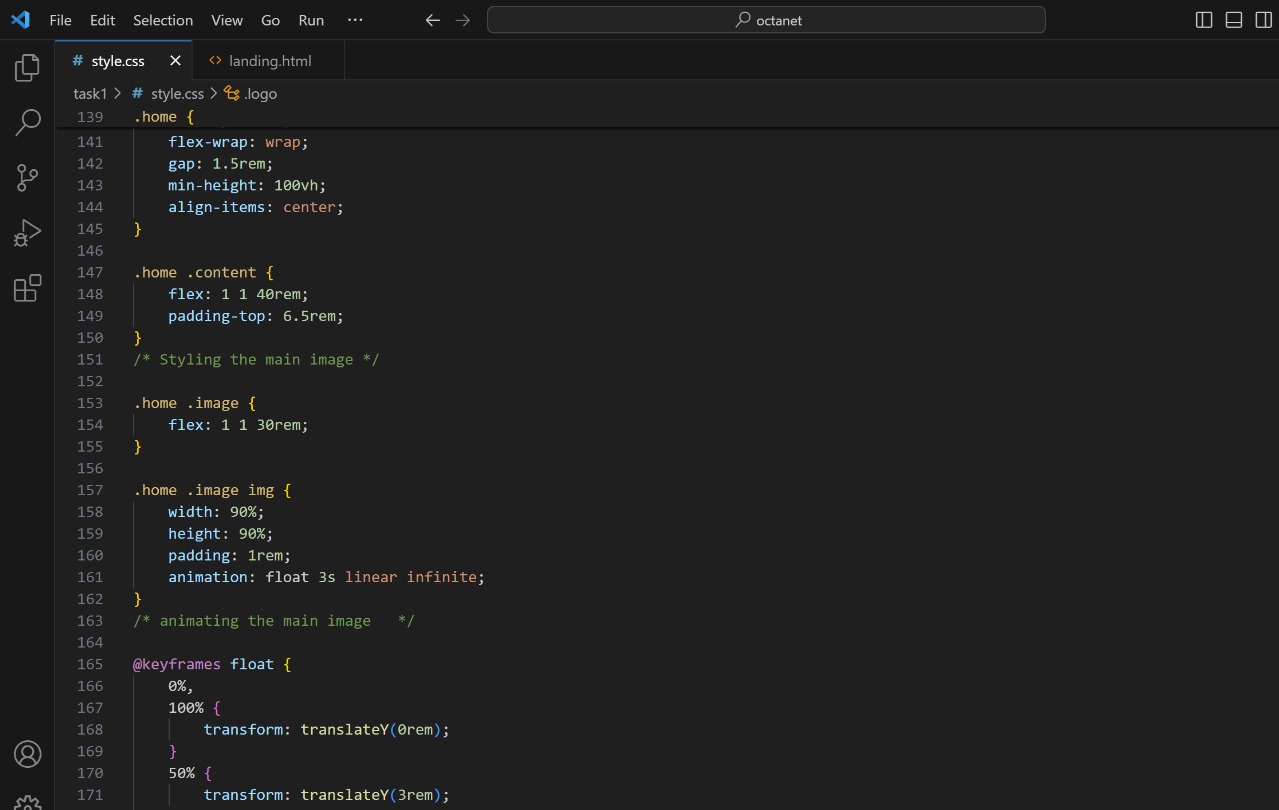 File Edit Selection View Go Run ··· ← → octanet
# style.css × <> landing.html
task1 > # style.css > .logo
139 .home {
141     flex-wrap: wrap;
142     gap: 1.5rem;
143     min-height: 100vh;
144     align-items: center;
145 }
146
147 .home .content {
148     flex: 1 1 40rem;
149     padding-top: 6.5rem;
150 }
151 /* Styling the main image */
152
153 .home .image {
154     flex: 1 1 30rem;
155 }
156
157 .home .image img {
158     width: 90%;
159     height: 90%;
160     padding: 1rem;
161     animation: float 3s linear infinite;
162 }
163 /* animating the main image   */
164
165 @keyframes float {
166     0%,
167     100% {
168         transform: translateY(0rem);
169     }
170     50% {
171         transform: translateY(3rem);